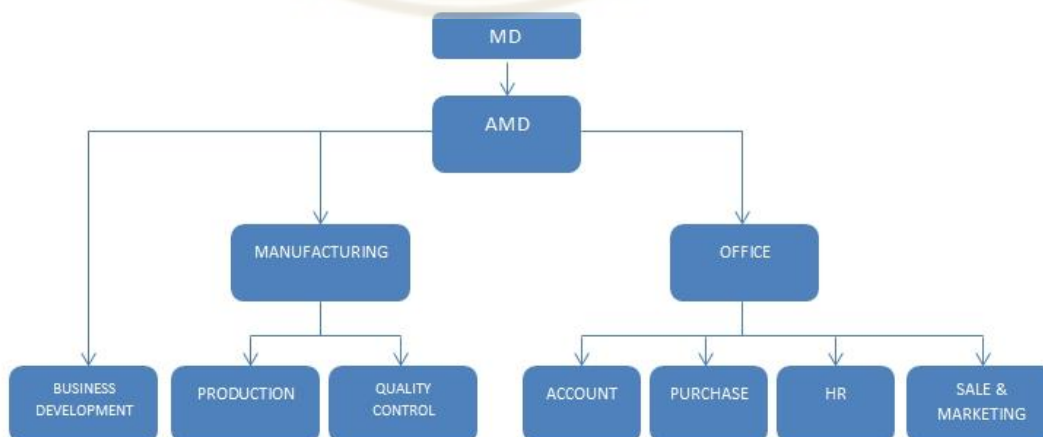 MD
AMD
MANUFACTURING
OFFICE
BUSINESS
DEVELOPMENT
PRODUCTION
QUALITY
CONTROL
ACCOUNT
PURCHASE
HR
SALE &
MARKETING